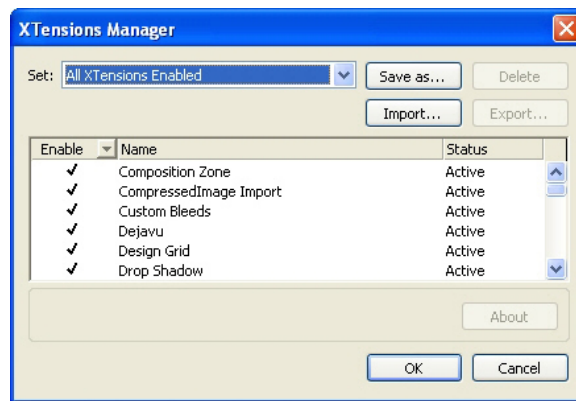 XTensions Manager
Set: All XTensions Enabled Save as... Delete
Import... Export...
Enable Name Status
Composition Zone Active
CompressedImage Import Active
Custom Bleeds Active
Dejavu Active
Design Grid Active
Drop Shadow Active
About
OK Cancel